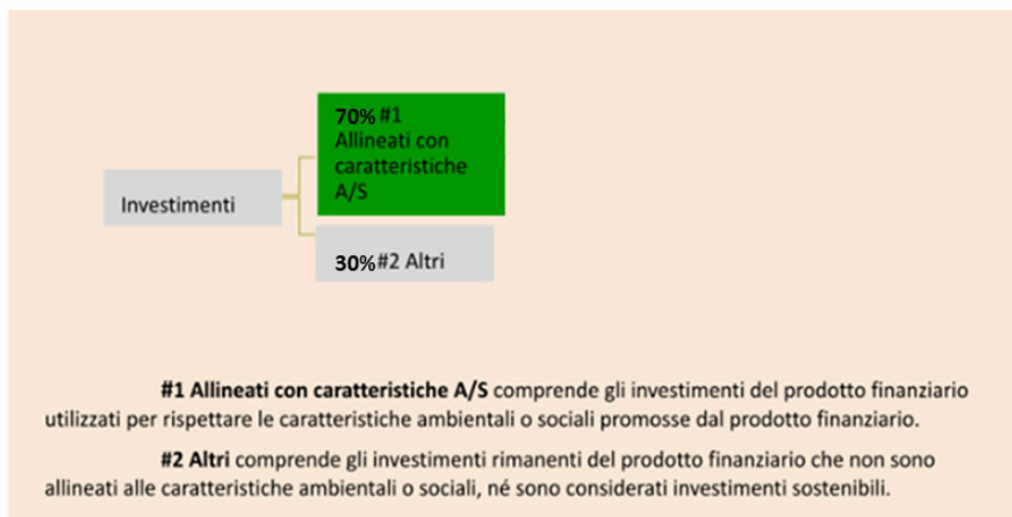 70% #1
Allineati con
caratteristiche
A/S
Investimenti
30% #2 Altri
#1 Allineati con caratteristiche A/S comprende gli investimenti del prodotto finanziario
utilizzati per rispettare le caratteristiche ambientali o sociali promosse dal prodotto finanziario.
#2 Altri comprende gli investimenti rimanenti del prodotto finanziario che non sono
allineati alle caratteristiche ambientali o sociali, né sono considerati investimenti sostenibili.